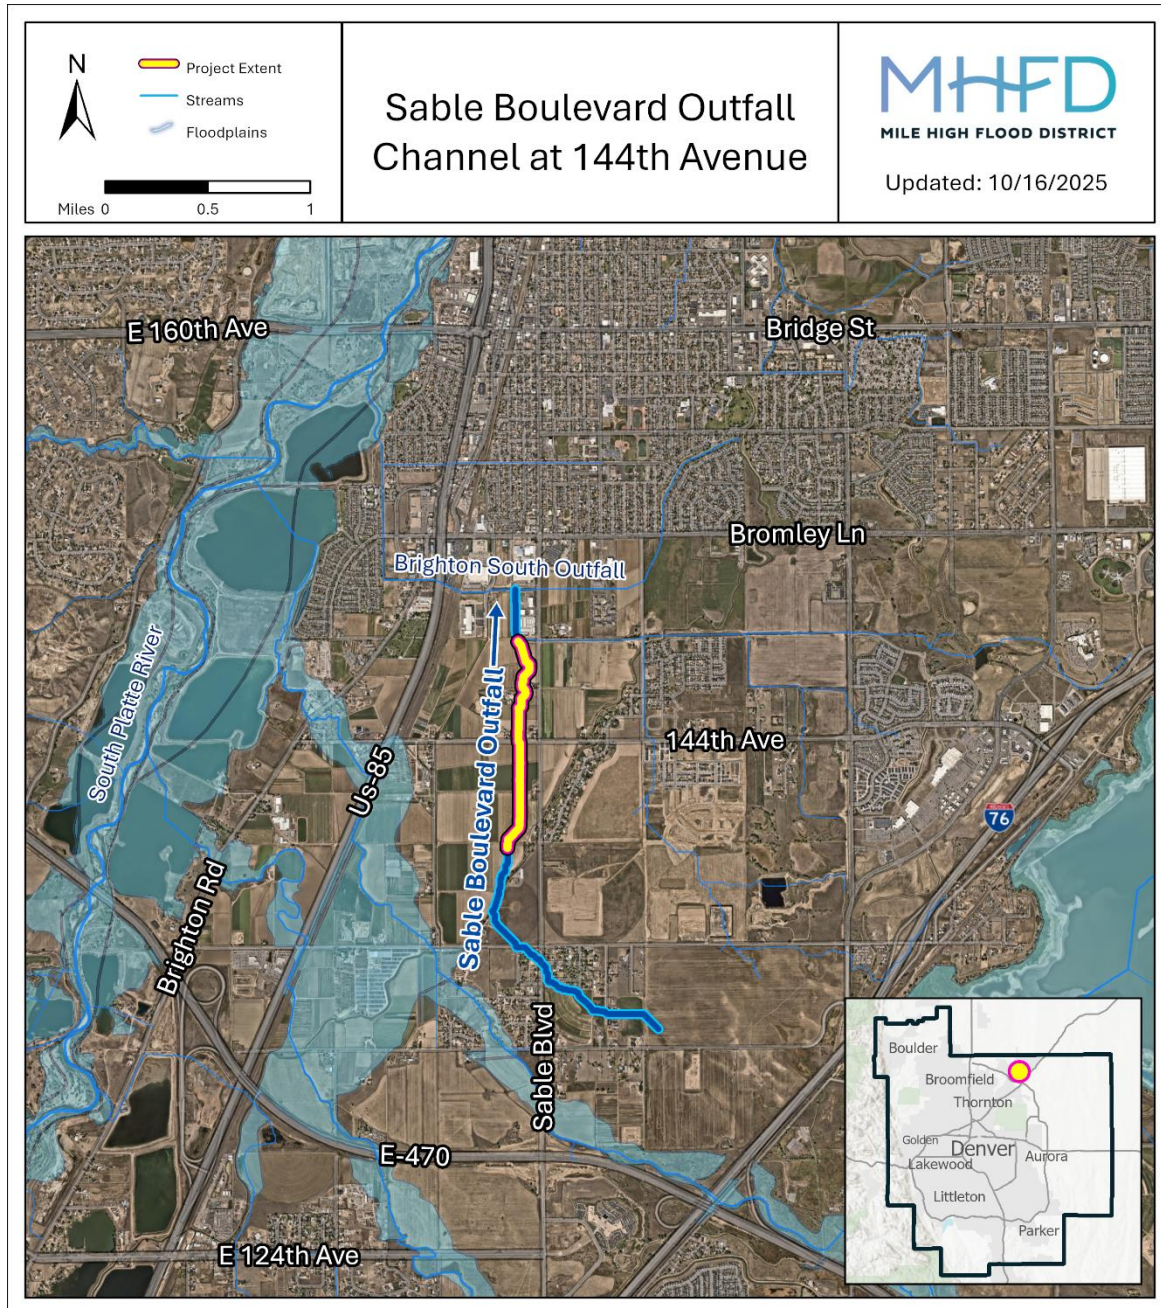 N
Project Extent
Streams
Floodplains
Miles 0 0.5 1
Sable Boulevard Outfall
Channel at 144th Avenue
MHFD
MILE HIGH FLOOD DISTRICT
Updated: 10/16/2025
E 160th Ave
Bridge St
Bromley Ln
Brighton South Outfall
South Platte River
Sable Boulevard Outfall
144th Ave
Us-85
76
Brighton Rd
Sable Blvd
E-470
E 124th Ave
Boulder
Broomfield
Thornton
Golden
Denver
Lakewood
Aurora
Littleton
Parker